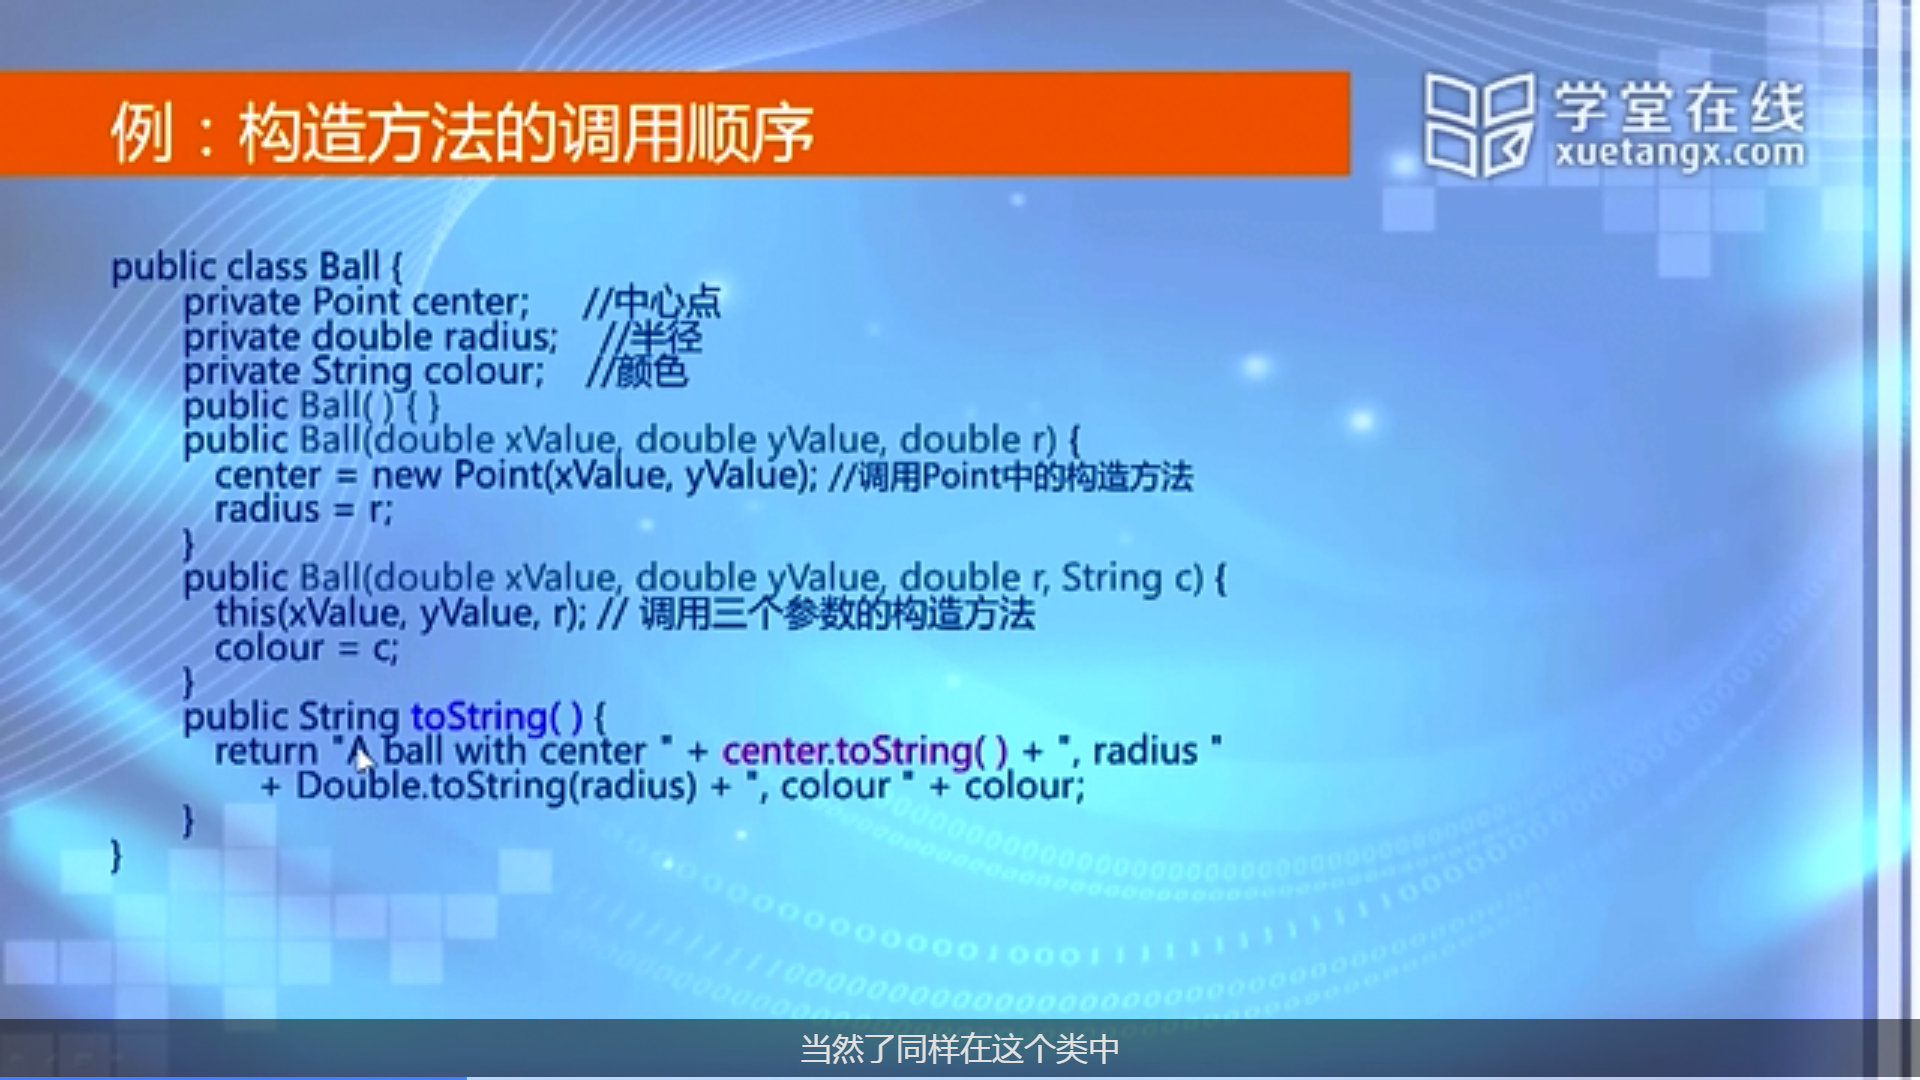 例：构造方法的调用顺序
学堂在线
xuetangx.com
public class Ball {
private Point center; //中心点
private double radius; //半径
private String colour; //颜色
public Ball( ) { }
public Ball(double xValue, double yValue, double r) {
center = new Point(xValue, yValue); //调用Point中的构造方法
radius = r;
}
public Ball(double xValue, double yValue, double r, String c) {
this(xValue, yValue, r); // 调用三个参数的构造方法
colour = c;
}
public String toString( ) {
return "A ball with center " + center.toString( ) + ", radius "
+ Double.toString(radius) + ", colour " + colour;
}
}
当然了同样在这个类中